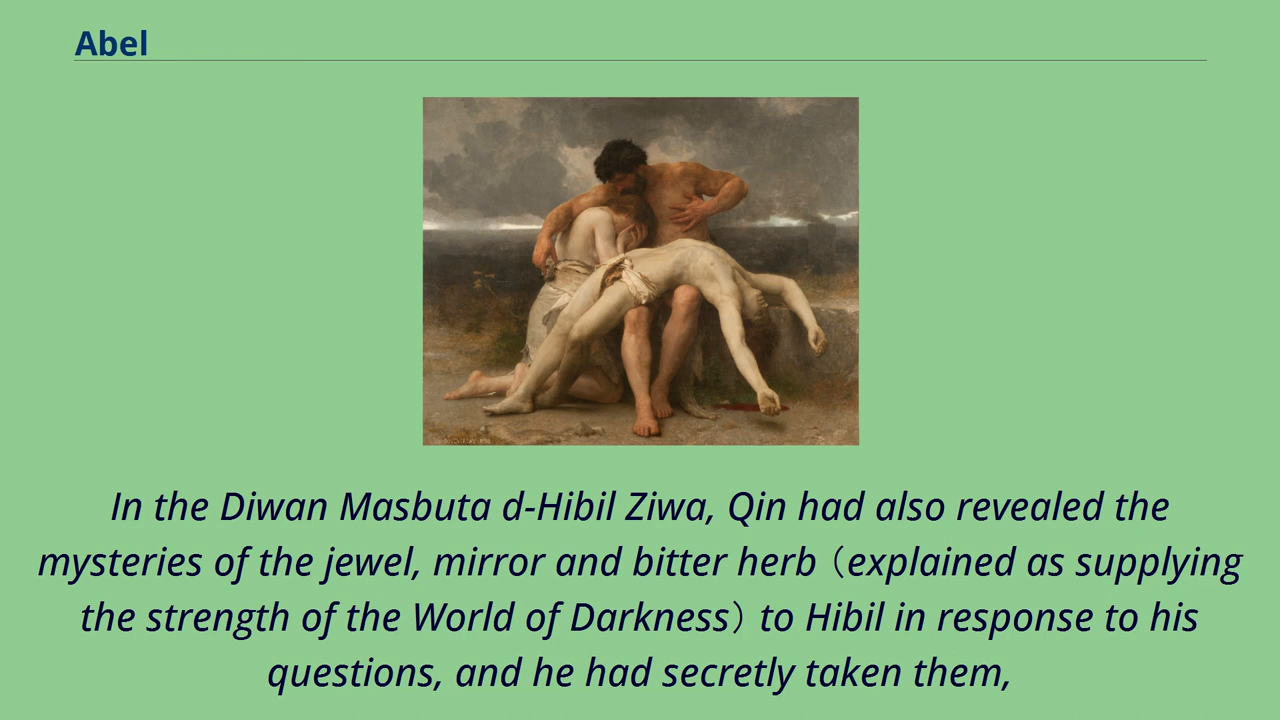 Abel
In the Diwan Masbuta d-Hibil Ziwa, Qin had also revealed the
mysteries of the jewel, mirror and bitter herb（explained as supplying
the strength of the World of Darkness）to Hibil in response to his
questions, and he had secretly taken them,